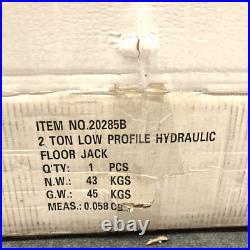 ITEM NO.20285B
2 TON LOW PROFILE HYDRAULIC
FLOOR JACK
Q'TY: 1 PCS
N.W.: 43 KGS
G.W.: 45 KGS
MEAS.: 0.058 CB